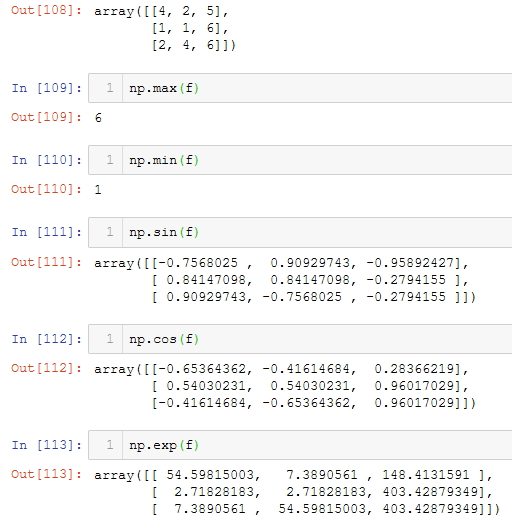 Out[108]: array([[4, 2, 5],
[1, 1, 6],
[2, 4, 6]])
In [109]: 1 np.max(f)
Out[109]: 6
In [110]: 1 np.min(f)
Out[110]: 1
In [111]: 1 np.sin(f)
Out[111]: array([[-0.7568025 , 0.90929743, -0.95892427],
[ 0.84147098, 0.84147098, -0.2794155 ],
[ 0.90929743, -0.7568025 , -0.2794155 ]])
In [112]: 1 np.cos(f)
Out[112]: array([[-0.65364362, -0.41614684, 0.28366219],
[ 0.54030231, 0.54030231, 0.96017029],
[-0.41614684, -0.65364362, 0.96017029]])
In [113]: 1 np.exp(f)
Out[113]: array([[ 54.59815003, 7.3890561 , 148.4131591 ],
[ 2.71828183, 2.71828183, 403.42879349],
[ 7.3890561 , 54.59815003, 403.42879349]])